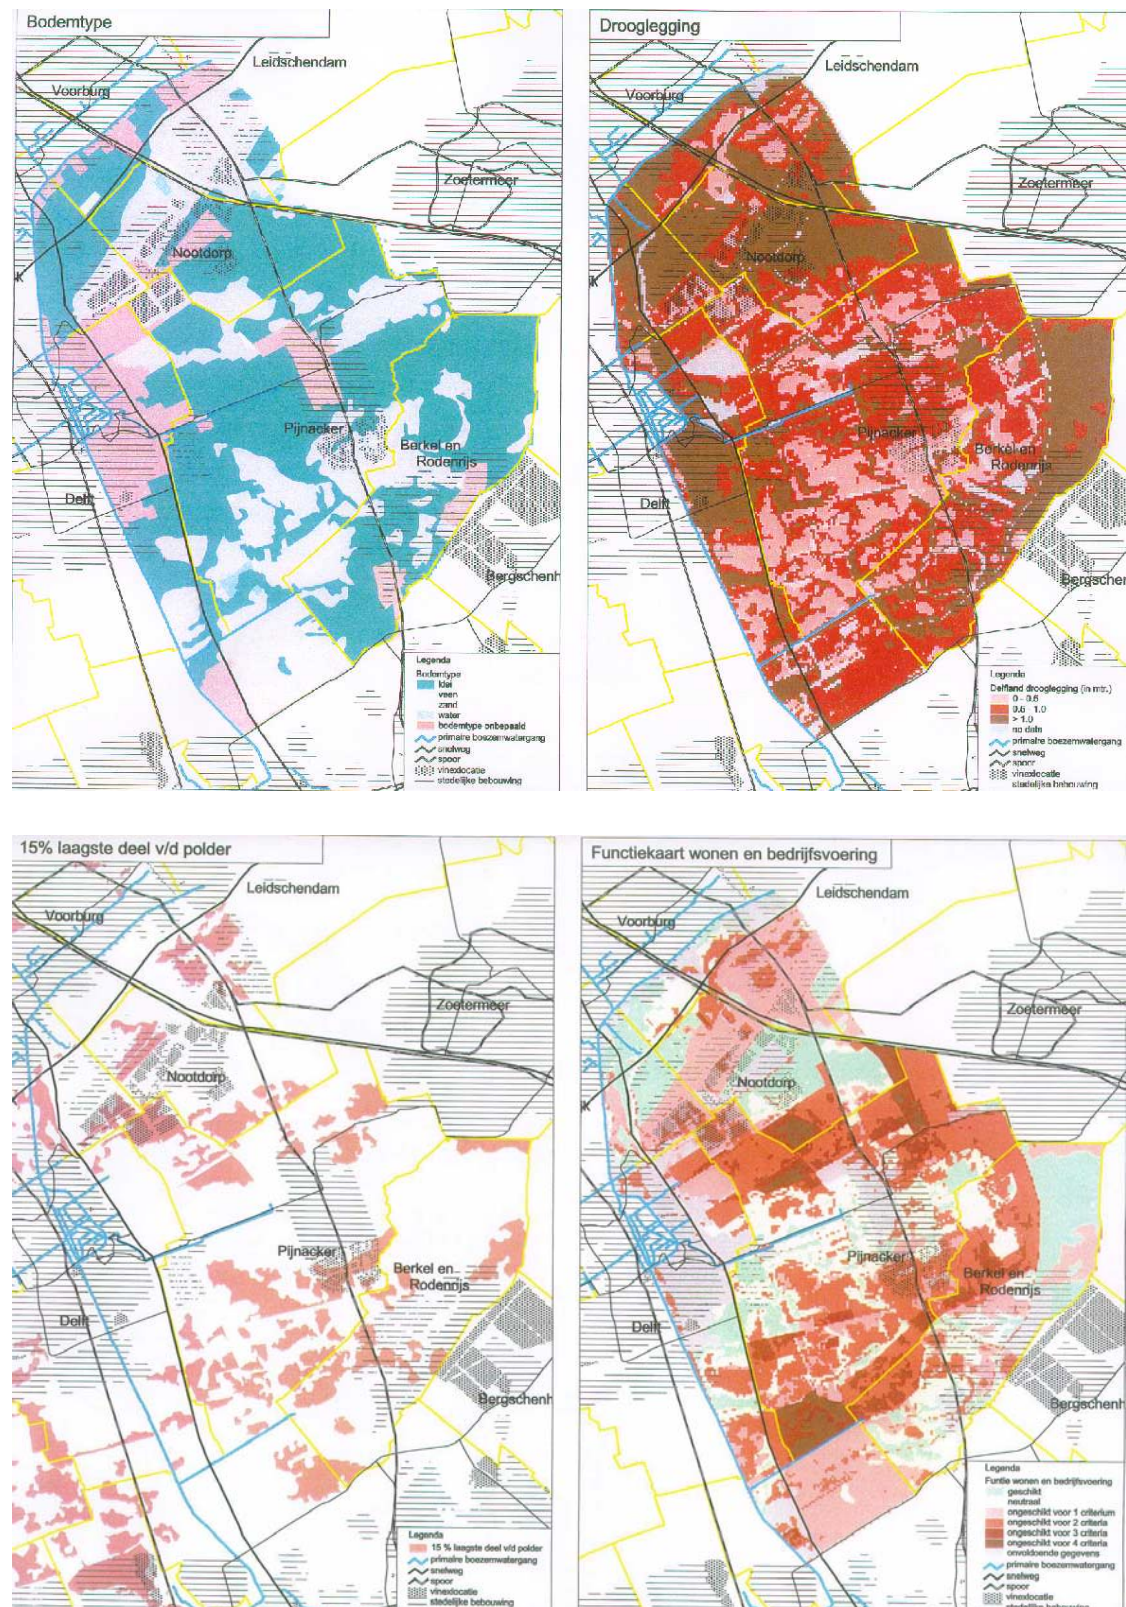 Bodemtype
Leidschendam
Voorburg
Zoetermeer
Nootdorp
Pijnacker
Berkel en
Rodenrijs
Delft
Bergschenh
Legenda
Bodemtype
klei
veen
zand
water
bodemtype onbepaald
primaire boezemwatergang
snelweg
spoor
vinexlocatie
stedelijke bebouwing
Drooglegging
Leidschendam
Voorburg
Zoetermeer
Nootdorp
Pijnacker
Berkel en
Rodenrijs
Delft
Bergschenh
Legenda
Delfland drooglegging (in mtr.)
0 - 0.6
0.6 - 1.0
> 1.0
no data
primaire boezemwatergang
snelweg
spoor
vinexlocatie
stedelijke bebouwing
15% laagste deel v/d polder
Leidschendam
Voorburg
Zoetermeer
Nootdorp
Pijnacker
Berkel en
Rodenrijs
Delft
Bergschenh
Legenda
15 % laagste deel v/d polder
primaire boezemwatergang
snelweg
spoor
vinexlocatie
stedelijke bebouwing
Functiekaart wonen en bedrijfsvoering
Leidschendam
Voorburg
Zoetermeer
Nootdorp
Pijnacker
Berkel en
Rodenrijs
Delft
Bergschenh
Legenda
Funtie wonen en bedrijfsvoering
geschikt
neutraal
ongeschikt voor 1 criterium
ongeschikt voor 2 criteria
ongeschikt voor 3 criteria
ongeschikt voor 4 criteria
onvoldoende gegevens
primaire boezemwatergang
snelweg
spoor
vinexlocatie
stedelijke bebouwing